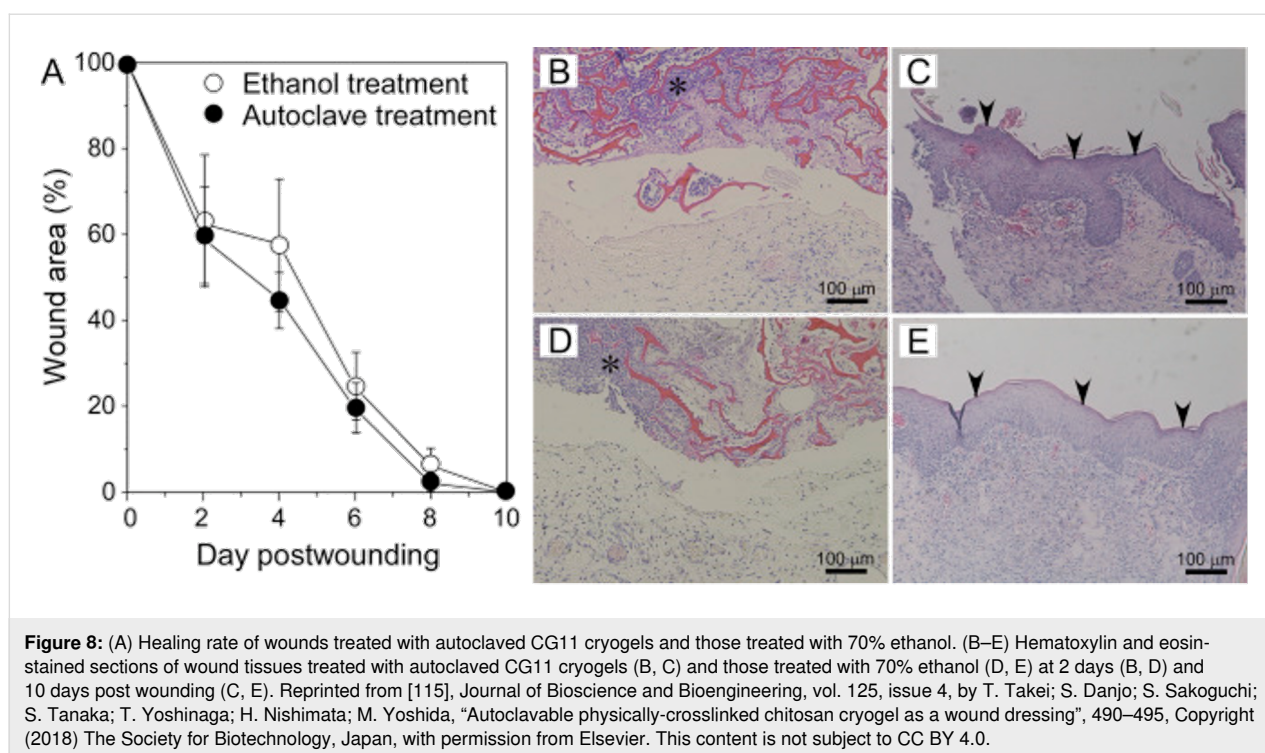 A
100
80
60
40
20
0
Wound area (%)
Ethanol treatment
Autoclave treatment
0 2 4 6 8 10
Day postwounding
B
*
100 μm
C
100 μm
D
*
100 μm
E
100 μm
Figure 8: (A) Healing rate of wounds treated with autoclaved CG11 cryogels and those treated with 70% ethanol. (B–E) Hematoxylin and eosin-
stained sections of wound tissues treated with autoclaved CG11 cryogels (B, C) and those treated with 70% ethanol (D, E) at 2 days (B, D) and
10 days post wounding (C, E). Reprinted from [115], Journal of Bioscience and Bioengineering, vol. 125, issue 4, by T. Takei; S. Danjo; S. Sakoguchi;
S. Tanaka; T. Yoshinaga; H. Nishimata; M. Yoshida, “Autoclavable physically-crosslinked chitosan cryogel as a wound dressing”, 490–495, Copyright
(2018) The Society for Biotechnology, Japan, with permission from Elsevier. This content is not subject to CC BY 4.0.